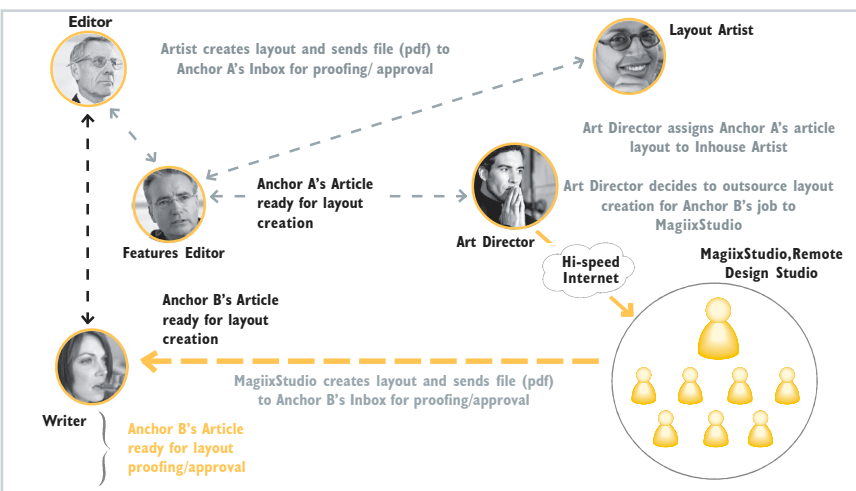 Editor
Artist creates layout and sends file (pdf) to
Anchor A's Inbox for proofing/ approval
Layout Artist
Art Director assigns Anchor A's article
layout to Inhouse Artist
Anchor A's Article
ready for layout
creation
Art Director decides to outsource layout
creation for Anchor B's job to
MagiixStudio
Features Editor
Art Director
Hi-speed
Internet
MagiixStudio,Remote
Design Studio
Anchor B's Article
ready for layout
creation
MagiixStudio creates layout and sends file (pdf)
to Anchor B's Inbox for proofing/approval
Writer
Anchor B's Article
ready for layout
proofing/approval